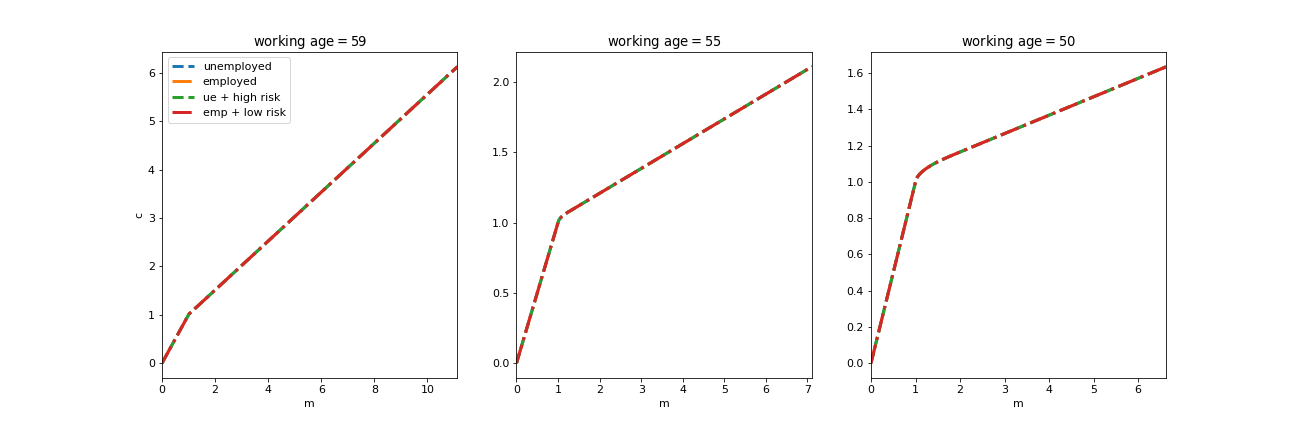 working age = 59
unemployed
employed
ue + high risk
emp + low risk
6
5
4
3
2
1
0
c
0 2 4 6 8 10
m
working age = 55
2.0
1.5
1.0
0.5
0.0
0 1 2 3 4 5 6 7
m
working age = 50
1.6
1.4
1.2
1.0
0.8
0.6
0.4
0.2
0.0
0 1 2 3 4 5 6
m